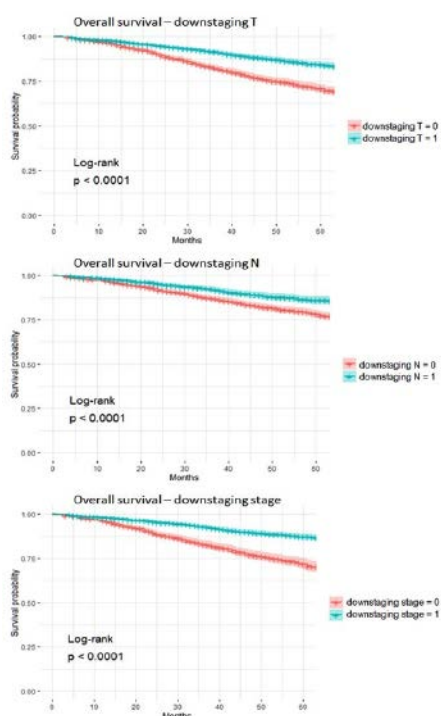 Overall survival – downstaging T
Survival probability
1.00
0.75
0.50
0.25
0.00
Log-rank
p < 0.0001
0 10 20 30 40 50 60
Months
downstaging T = 0
downstaging T = 1
Overall survival – downstaging N
Survival probability
1.00
0.75
0.50
0.25
0.00
Log-rank
p < 0.0001
0 10 20 30 40 50 60
Months
downstaging N = 0
downstaging N = 1
Overall survival – downstaging stage
Survival probability
1.00
0.75
0.50
0.25
0.00
Log-rank
p < 0.0001
0 10 20 30 40 50 60
Months
downstaging stage = 0
downstaging stage = 1